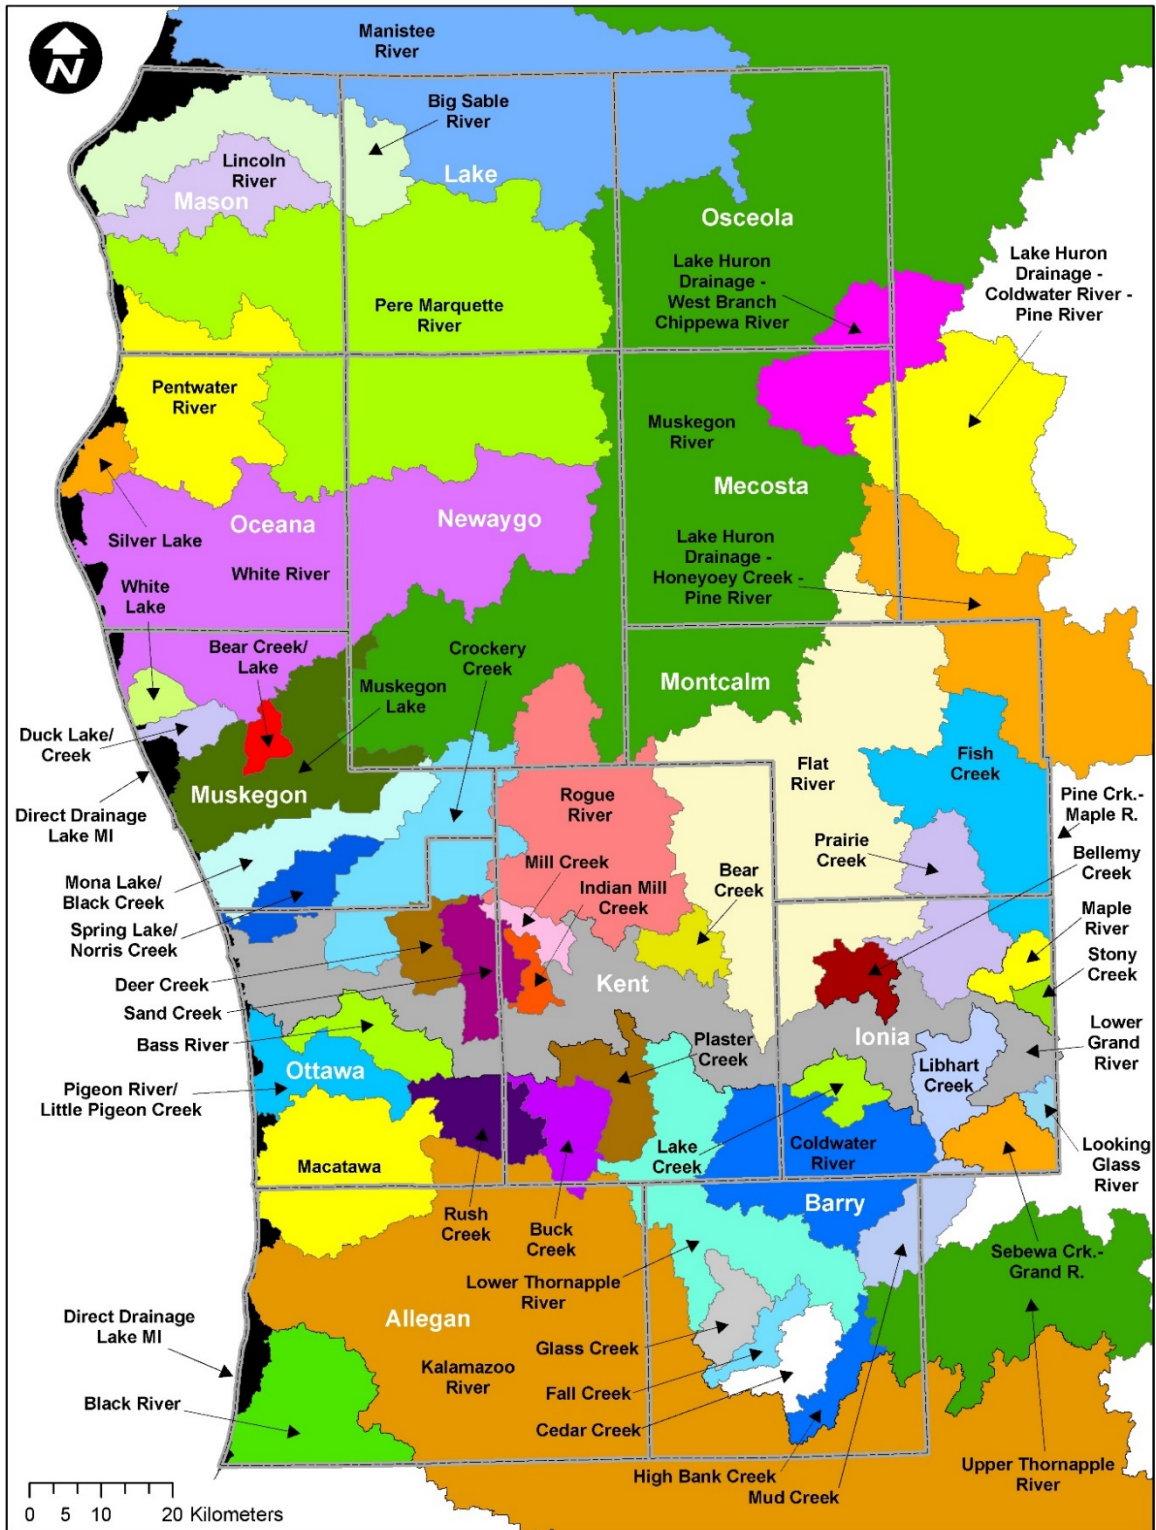 N
Manistee
River
Big Sable
River
Lincoln
River
Mason
Lake
Osceola
Lake Huron
Drainage -
West Branch
Chippewa River
Lake Huron
Drainage -
Coldwater River -
Pine River
Pere Marquette
River
Pentwater
River
Muskegon
River
Mecosta
Silver Lake
Oceana
Newaygo
White River
Lake Huron
Drainage -
Honeyoey Creek -
Pine River
White
Lake
Bear Creek/
Lake
Crockery
Creek
Muskegon
Lake
Montcalm
Duck Lake/
Creek
Direct Drainage
Lake MI
Muskegon
Rogue
River
Flat
River
Fish
Creek
Pine Crk.-
Maple R.
Prairie
Creek
Bellemy
Creek
Mona Lake/
Black Creek
Mill Creek
Indian Mill
Creek
Bear
Creek
Spring Lake/
Norris Creek
Maple
River
Stony
Creek
Deer Creek
Sand Creek
Kent
Bass River
Ottawa
Plaster
Creek
Ionia
Libhart
Creek
Lower
Grand
River
Pigeon River/
Little Pigeon Creek
Macatawa
Lake
Creek
Coldwater
River
Looking
Glass
River
Rush
Creek
Buck
Creek
Barry
Sebewa Crk.-
Grand R.
Lower Thornapple
River
Direct Drainage
Lake MI
Allegan
Glass Creek
Kalamazoo
River
Fall Creek
Black River
Cedar Creek
High Bank Creek
Mud Creek
Upper Thornapple
River
0 5 10 20 Kilometers